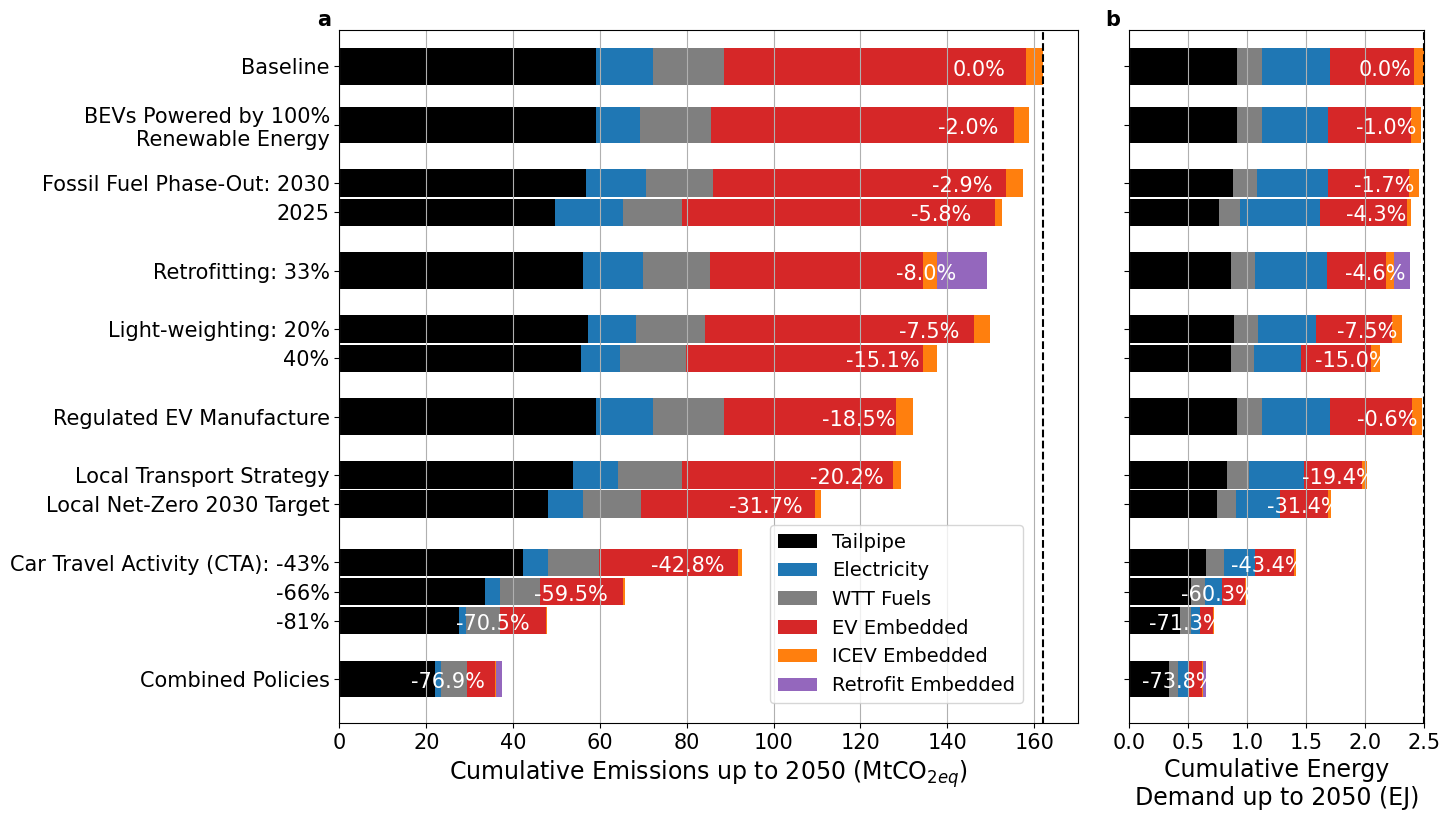 a
b
Baseline
0.0%
0.0%
BEVs Powered by 100%
Renewable Energy
-2.0%
-1.0%
Fossil Fuel Phase-Out: 2030
-2.9%
-1.7%
2025
-5.8%
-4.3%
Retrofitting: 33%
-8.0%
-4.6%
Light-weighting: 20%
-7.5%
-7.5%
40%
-15.1%
-15.0%
Regulated EV Manufacture
-18.5%
-0.6%
Local Transport Strategy
-20.2%
-19.4%
Local Net-Zero 2030 Target
-31.7%
-31.4%
Car Travel Activity (CTA): -43%
-42.8%
-43.4%
-66%
-59.5%
-60.3%
-81%
-70.5%
-71.3%
Combined Policies
-76.9%
-73.8%
Tailpipe
Electricity
WTT Fuels
EV Embedded
ICEV Embedded
Retrofit Embedded
0 20 40 60 80 100 120 140 160
Cumulative Emissions up to 2050 (MtCO2eq)
0.0 0.5 1.0 1.5 2.0 2.5
Cumulative Energy
Demand up to 2050 (EJ)